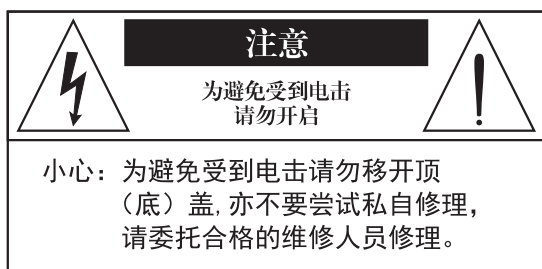 注意
为避免受到电击
请勿开启
小心：为避免受到电击请勿移开顶
（底）盖,亦不要尝试私自修理，
请委托合格的维修人员修理。